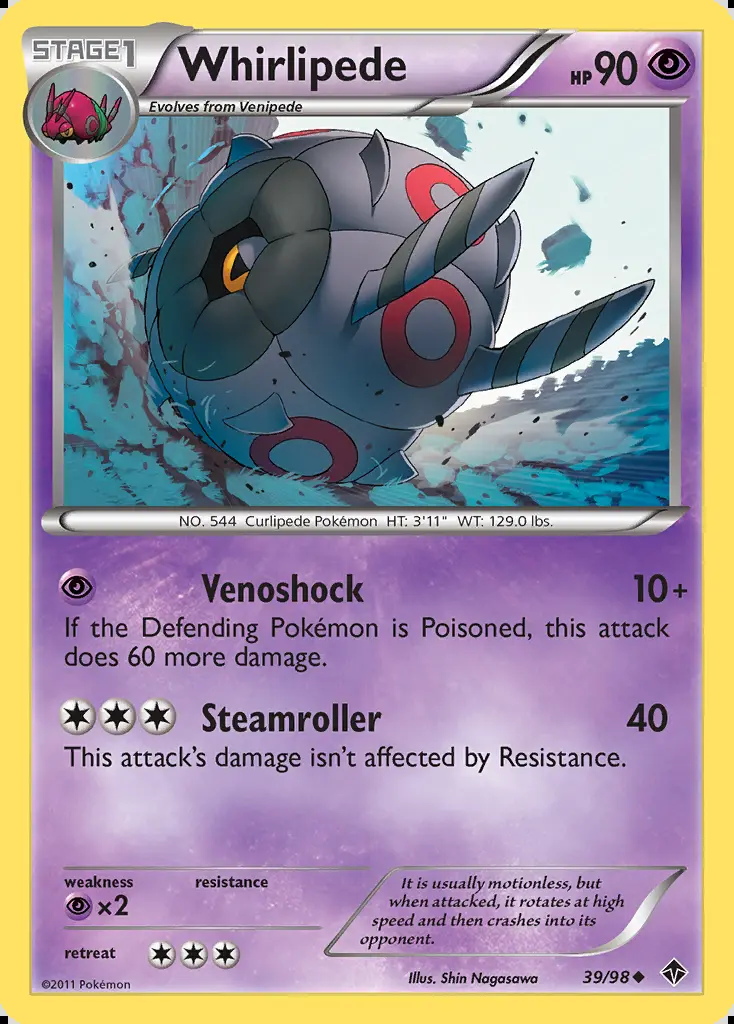 STAGE1
Whirlipede
HP 90
Evolves from Venipede
NO. 544 Curlipede Pokémon HT: 3'11" WT: 129.0 lbs.
Venoshock 10+
If the Defending Pokémon is Poisoned, this attack
does 60 more damage.
Steamroller 40
This attack's damage isn't affected by Resistance.
weakness resistance
×2
retreat
It is usually motionless, but
when attacked, it rotates at high
speed and then crashes into its
opponent.
©2011 Pokémon
Illus. Shin Nagasawa
39/98